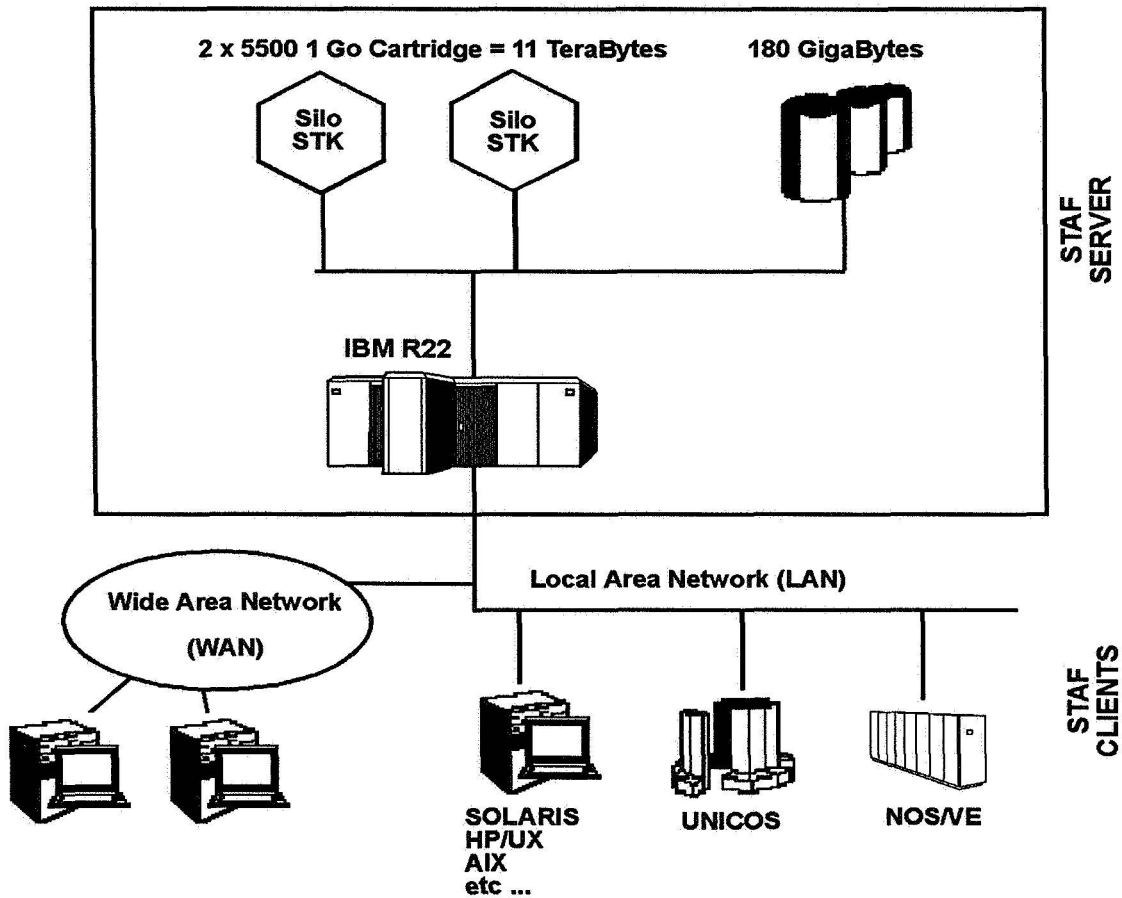 2 x 5500 1 Go Cartridge = 11 TeraBytes
180 GigaBytes
Silo
STK
Silo
STK
STAF
SERVER
IBM R22
Local Area Network (LAN)
Wide Area Network
(WAN)
STAF
CLIENTS
SOLARIS
HP/UX
AIX
etc ...
UNICOS
NOS/VE